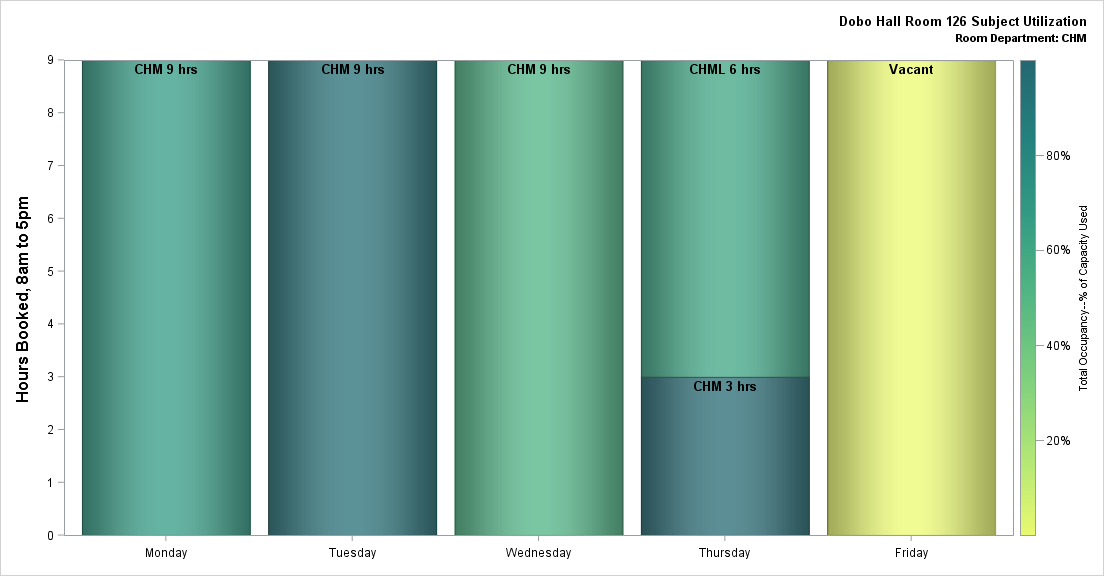 Dobo Hall Room 126 Subject Utilization
Room Department: CHM
Hours Booked, 8am to 5pm
9
8
7
6
5
4
3
2
1
0
CHM 9 hrs
CHM 9 hrs
CHM 9 hrs
CHML 6 hrs
Vacant
CHM 3 hrs
Monday
Tuesday
Wednesday
Thursday
Friday
80%
60%
40%
20%
Total Occupancy--% of Capacity Used